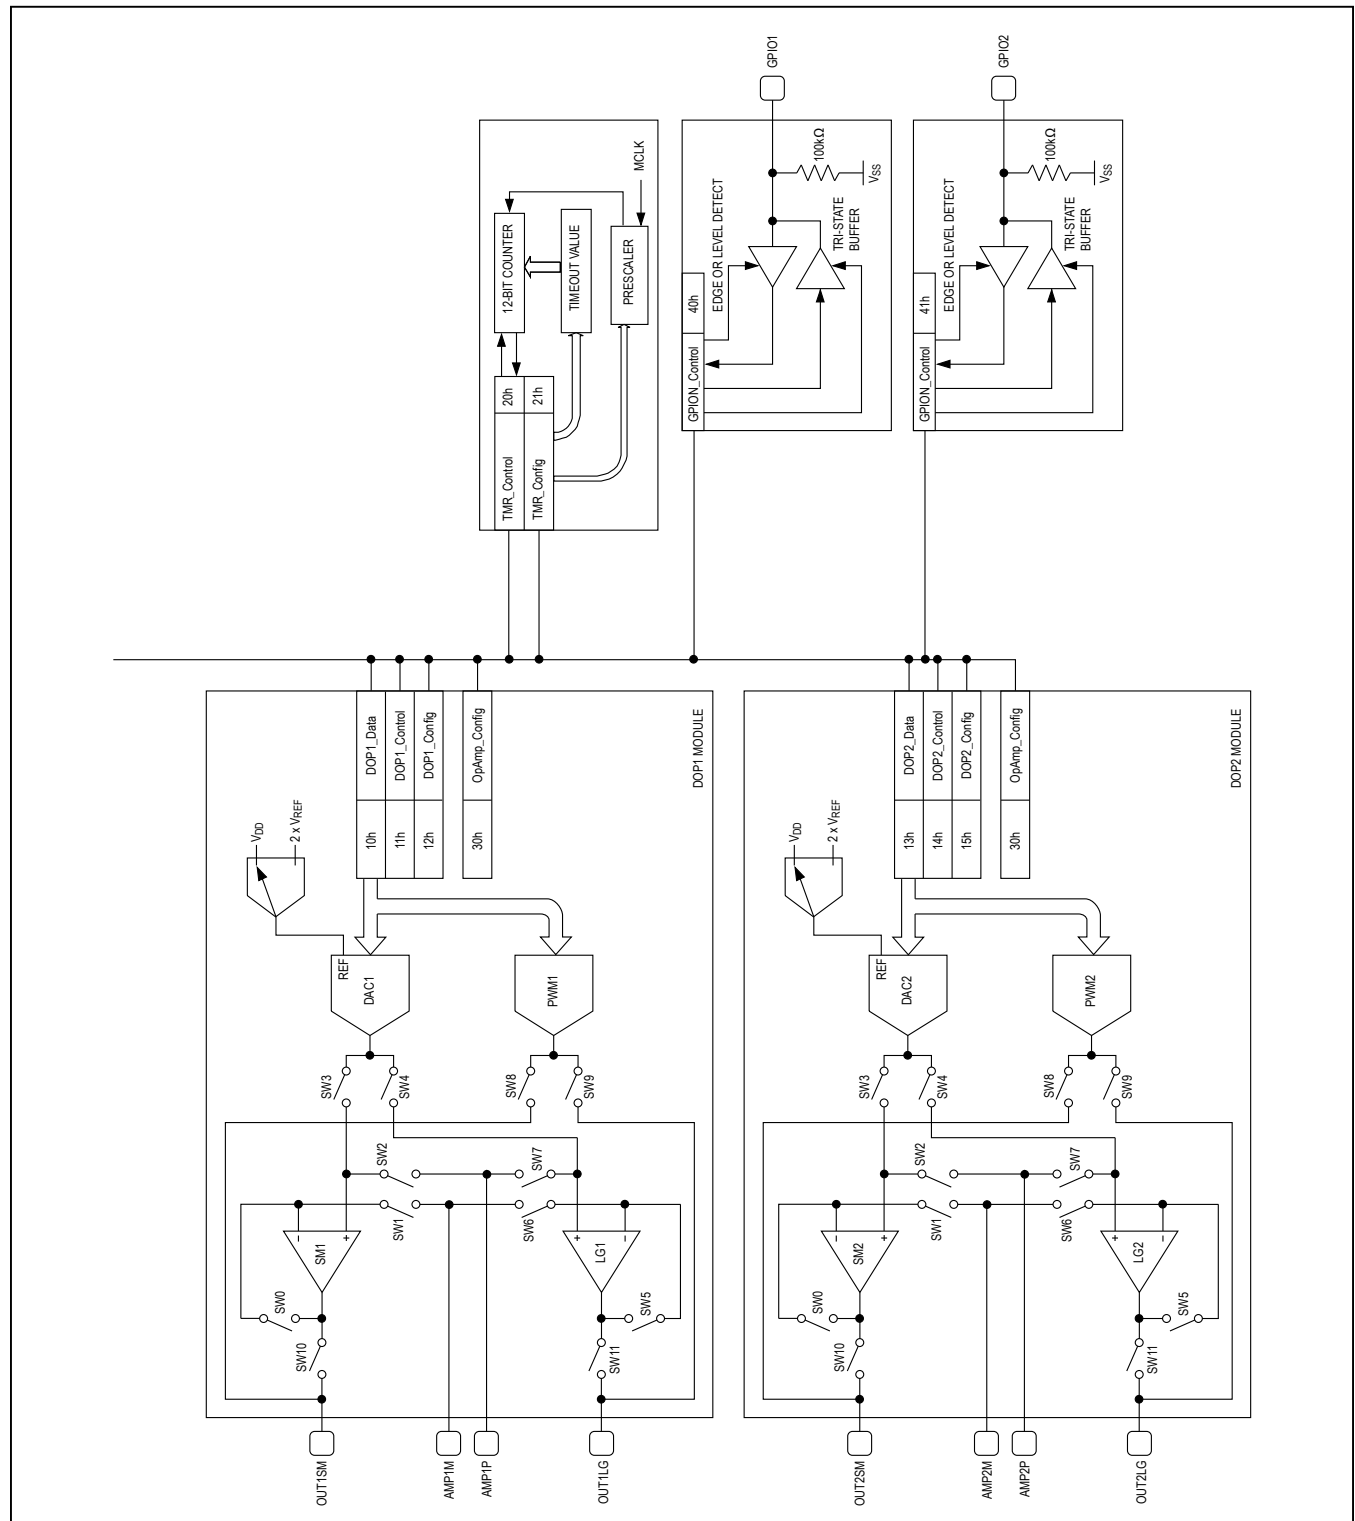 GPIO1
GPIO2
12-BIT COUNTER
TIMEOUT VALUE
PRESCALER
MCLK
TMR_Control
20h
TMR_Config
21h
GPION_Control
40h
EDGE OR LEVEL DETECT
TRI-STATE
BUFFER
100kΩ
VSS
GPION_Control
41h
EDGE OR LEVEL DETECT
TRI-STATE
BUFFER
100kΩ
VSS
DOP1 MODULE
10h
DOP1_Data
11h
DOP1_Control
12h
DOP1_Config
30h
OpAmp_Config
VDD
2 x VREF
REF
DAC1
PWM1
SW3
SW4
SW8
SW9
SW2
SW7
SW1
SW6
SM1
−
+
LG1
+
−
SW0
SW5
SW10
SW11
OUT1SM
AMP1M
AMP1P
OUT1LG
DOP2 MODULE
13h
DOP2_Data
14h
DOP2_Control
15h
DOP2_Config
30h
OpAmp_Config
VDD
2 x VREF
REF
DAC2
PWM2
SW3
SW4
SW8
SW9
SW2
SW7
SW1
SW6
SM2
−
+
LG2
+
−
SW0
SW5
SW10
SW11
OUT2SM
AMP2M
AMP2P
OUT2LG